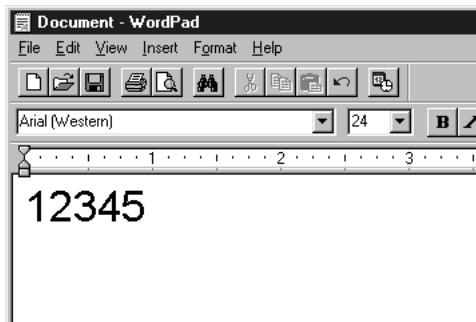 Document - WordPad
File Edit View Insert Format Help
Arial (Western) 24 B I
1 2 3
12345